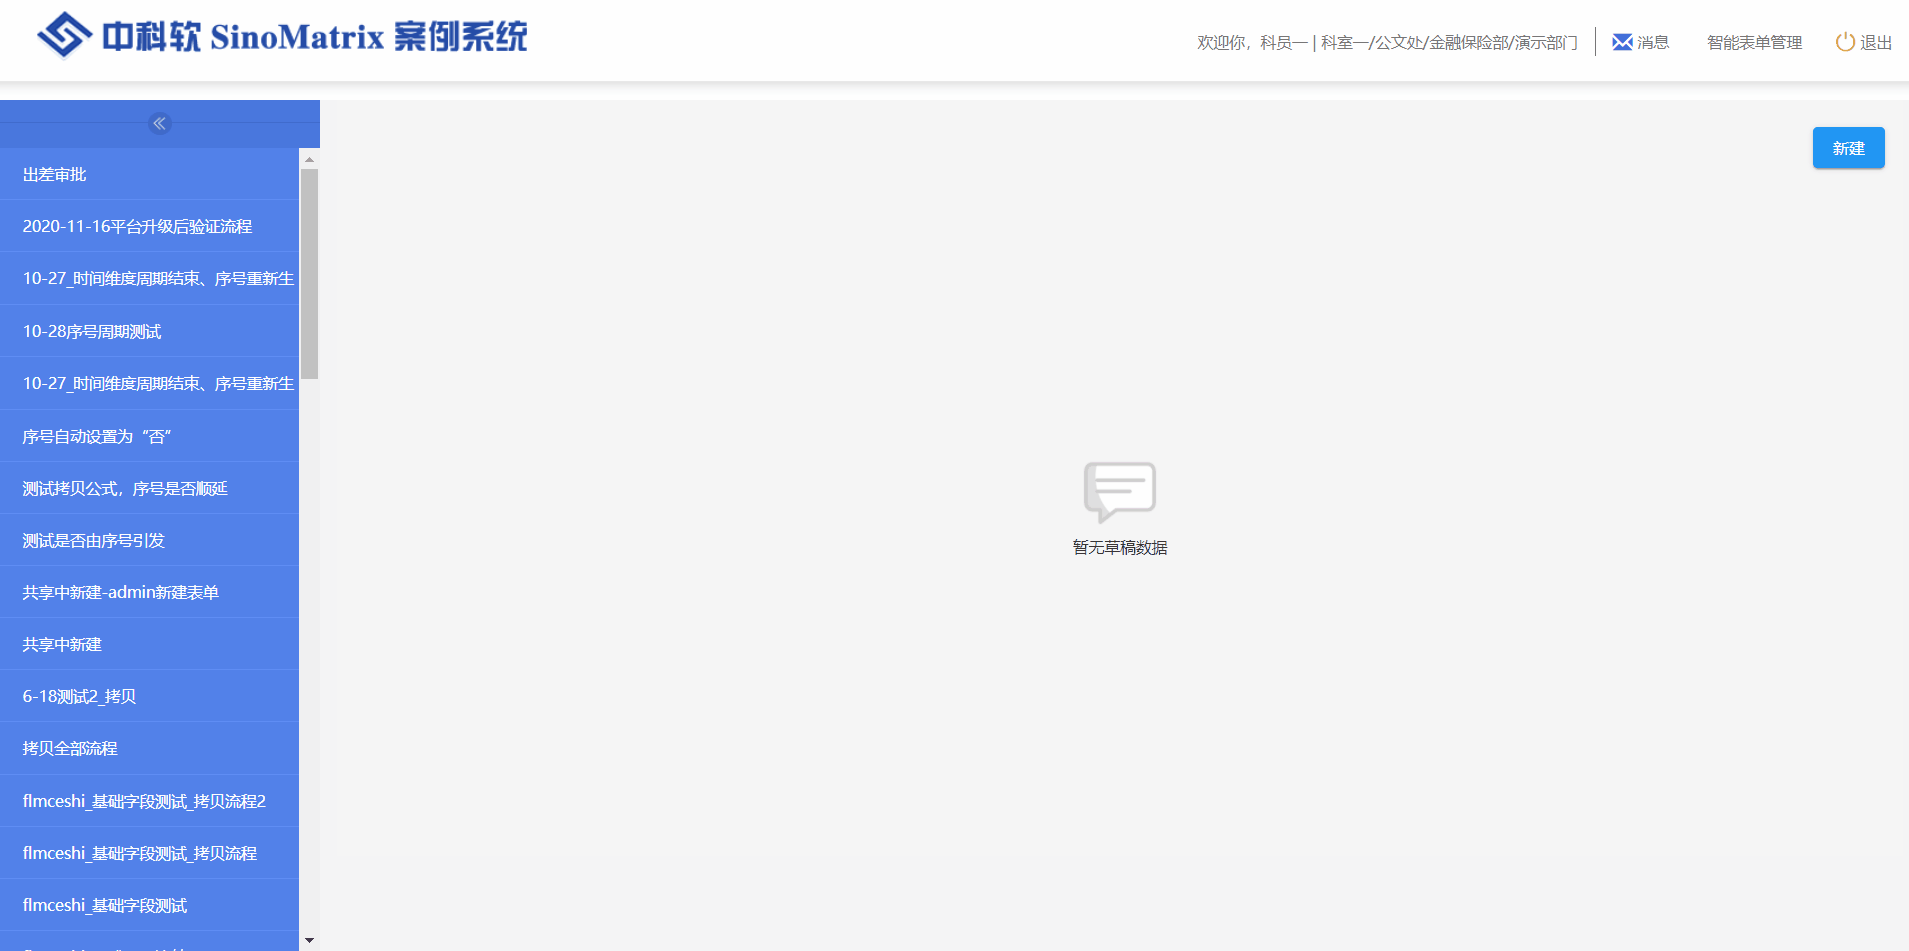 中科软 SinoMatrix 案例系统
欢迎你，科员一 | 科室一/公文处/金融保险部/演示部门
消息
智能表单管理
退出
新建
出差审批
2020-11-16平台升级后验证流程
10-27_时间维度周期结束、序号重新生
10-28序号周期测试
10-27_时间维度周期结束、序号重新生
序号自动设置为“否”
测试拷贝公式，序号是否顺延
测试是否由序号引发
共享中新建-admin新建表单
共享中新建
6-18测试2_拷贝
拷贝全部流程
flmceshi_基础字段测试_拷贝流程2
flmceshi_基础字段测试_拷贝流程
flmceshi_基础字段测试
暂无草稿数据